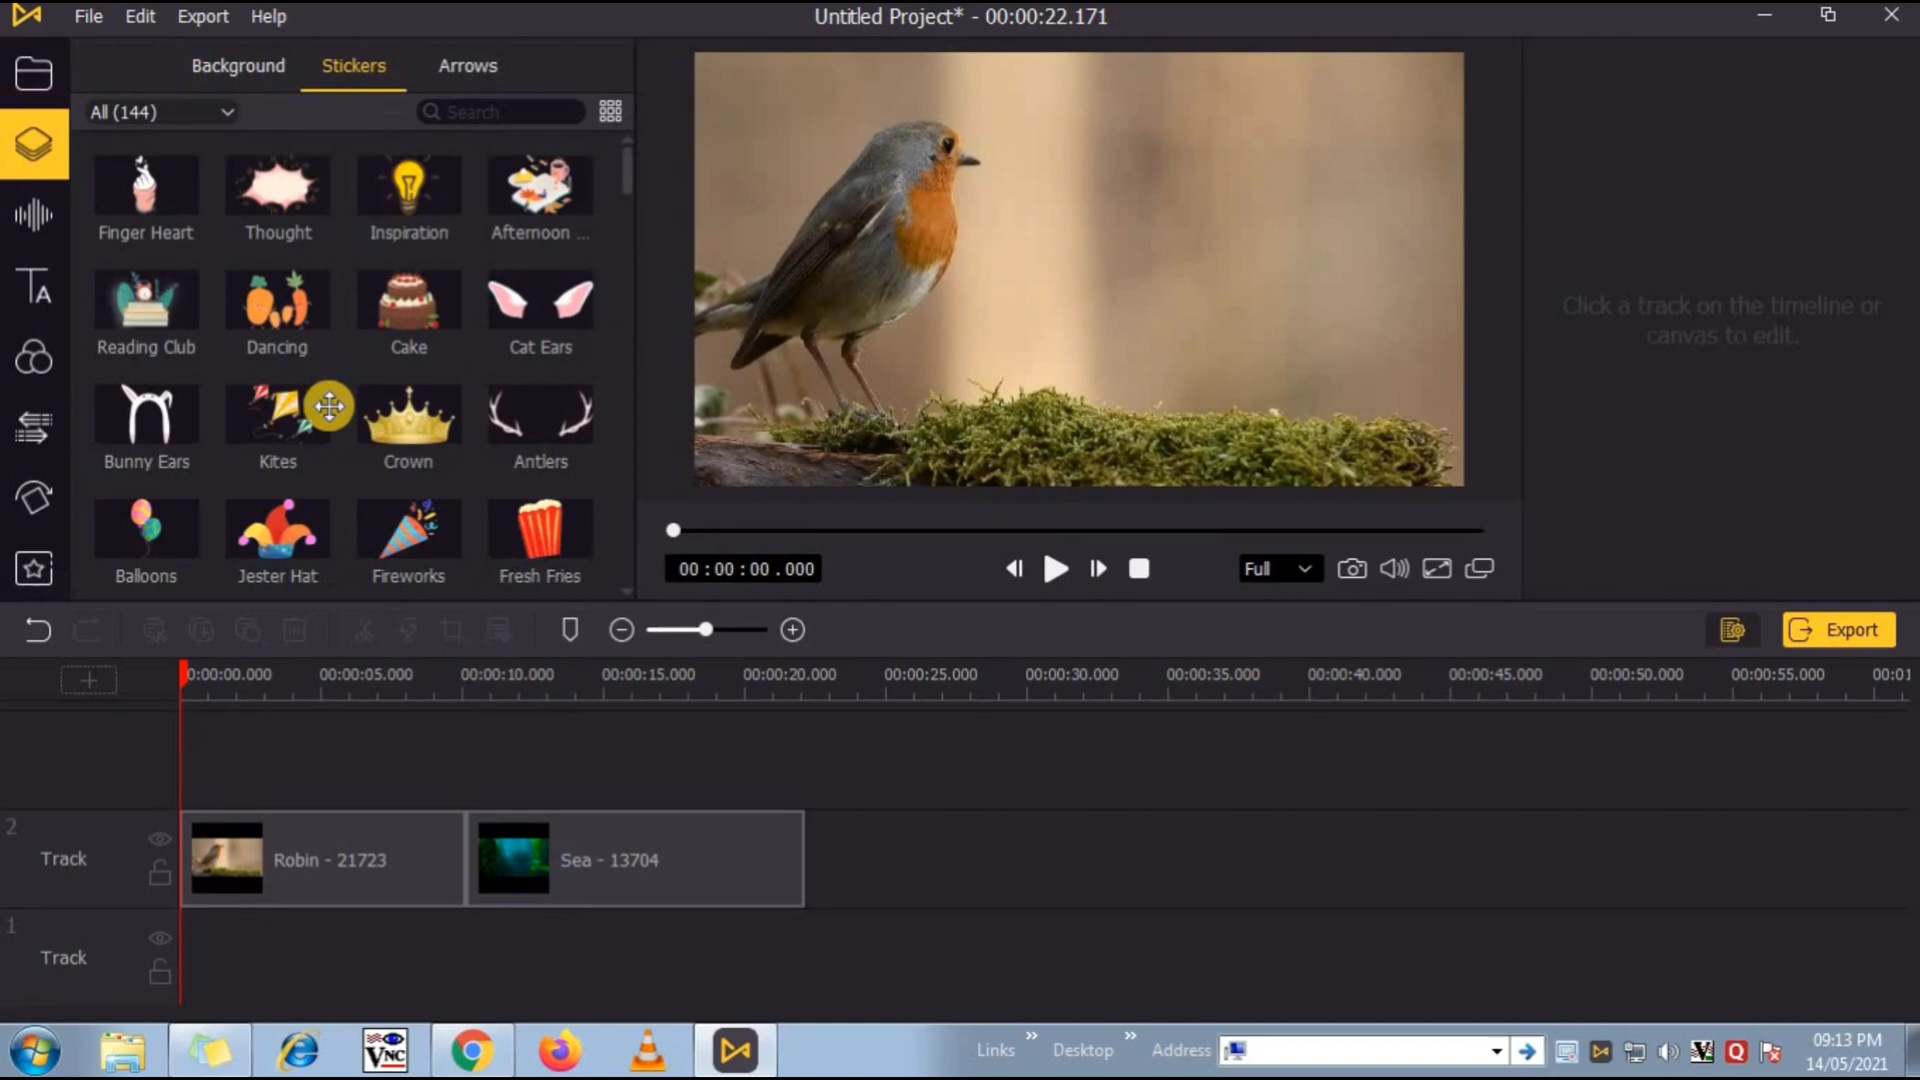 File Edit Export Help
Untitled Project* - 00:00:22.171
Background Stickers Arrows
All (144)
Search
Finger Heart Thought Inspiration Afternoon ...
Reading Club Dancing Cake Cat Ears
Bunny Ears Kites Crown Antlers
Balloons Jester Hat Fireworks Fresh Fries
Click a track on the timeline or
canvas to edit.
00:00:00.000
Full
Export
0:00:00.000 00:00:05.000 00:00:10.000 00:00:15.000 00:00:20.000 00:00:25.000 00:00:30.000 00:00:35.000 00:00:40.000 00:00:45.000 00:00:50.000 00:00:55.000 00:01
2
Track
Robin - 21723
Sea - 13704
1
Track
VNC
Links » Desktop » Address
09:13 PM
14/05/2021